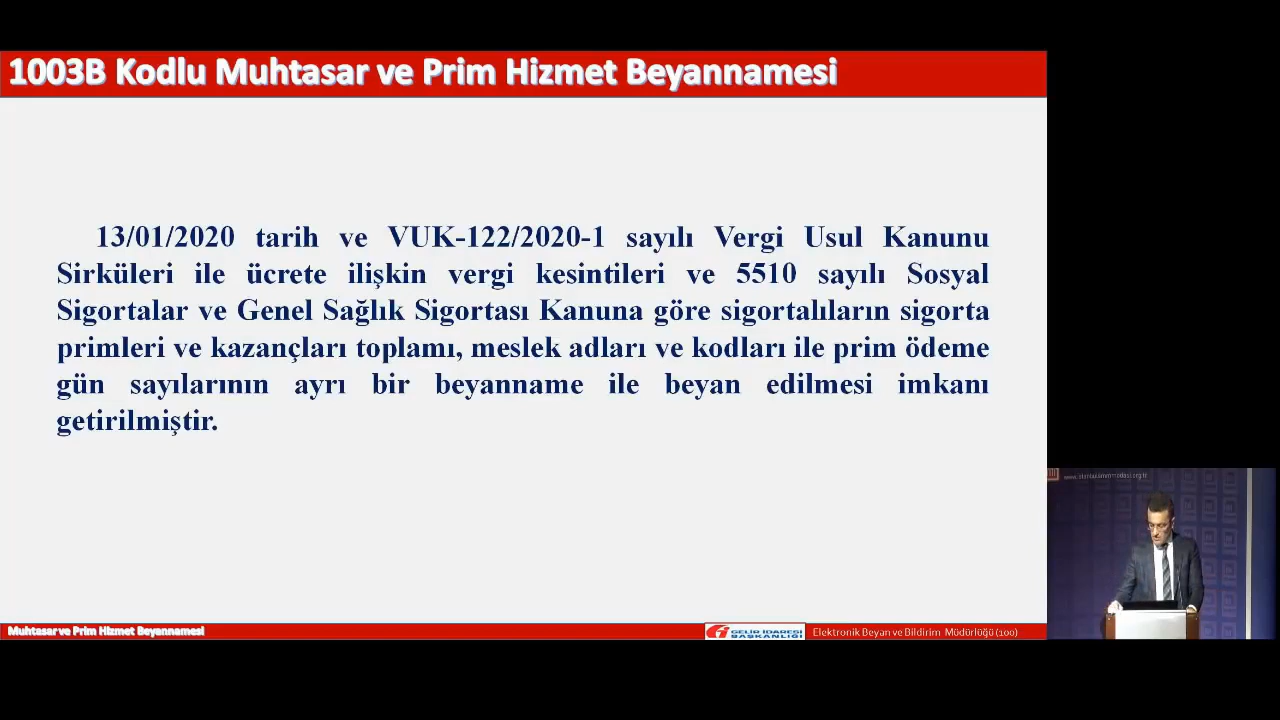 1003B Kodlu Muhtasar ve Prim Hizmet Beyannamesi
13/01/2020 tarih ve VUK-122/2020-1 sayılı Vergi Usul Kanunu
Sirküleri ile ücrete ilişkin vergi kesintileri ve 5510 sayılı Sosyal
Sigortalar ve Genel Sağlık Sigortası Kanuna göre sigortalıların sigorta
primleri ve kazançları toplamı, meslek adları ve kodları ile prim ödeme
gün sayılarının ayrı bir beyanname ile beyan edilmesi imkanı
getirilmiştir.
Muhtasar ve Prim Hizmet Beyannamesi
GELİR İDARESİ
BAŞKANLIĞI
Elektronik Beyan ve Bildirim Müdürlüğü (100)